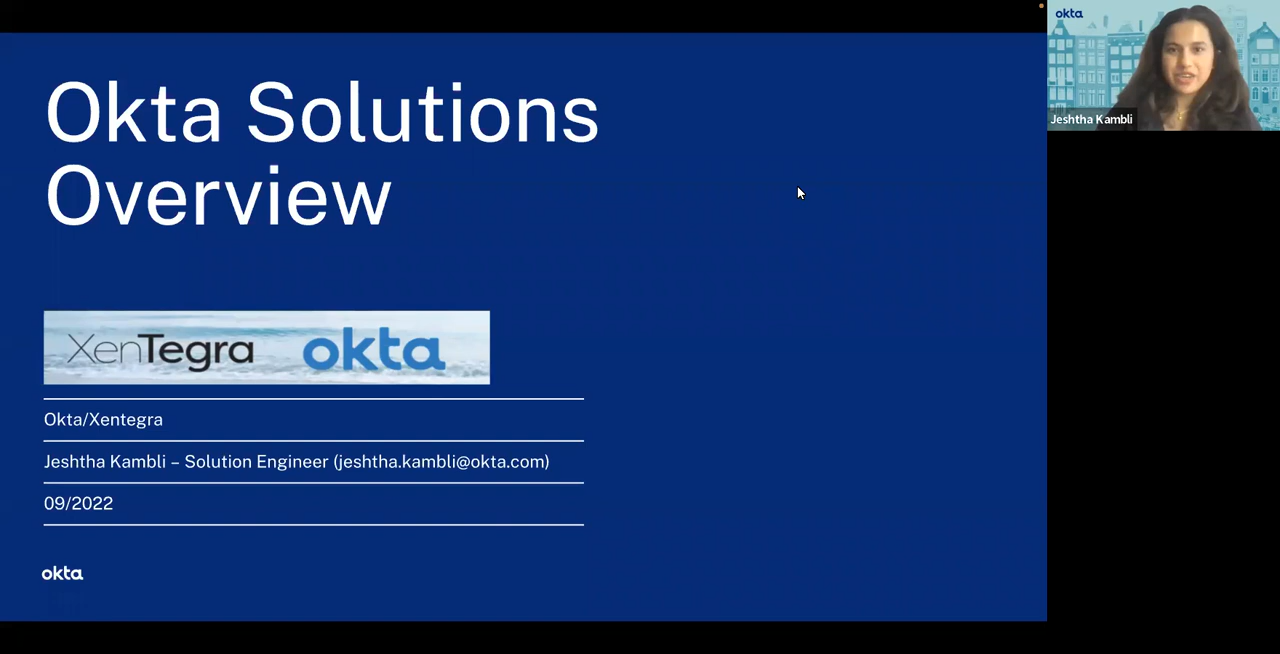 Okta Solutions
Overview
XenTegra okta
Okta/Xentegra
Jeshtha Kambli – Solution Engineer (jeshtha.kambli@okta.com)
09/2022
okta
okta
Jeshtha Kambli